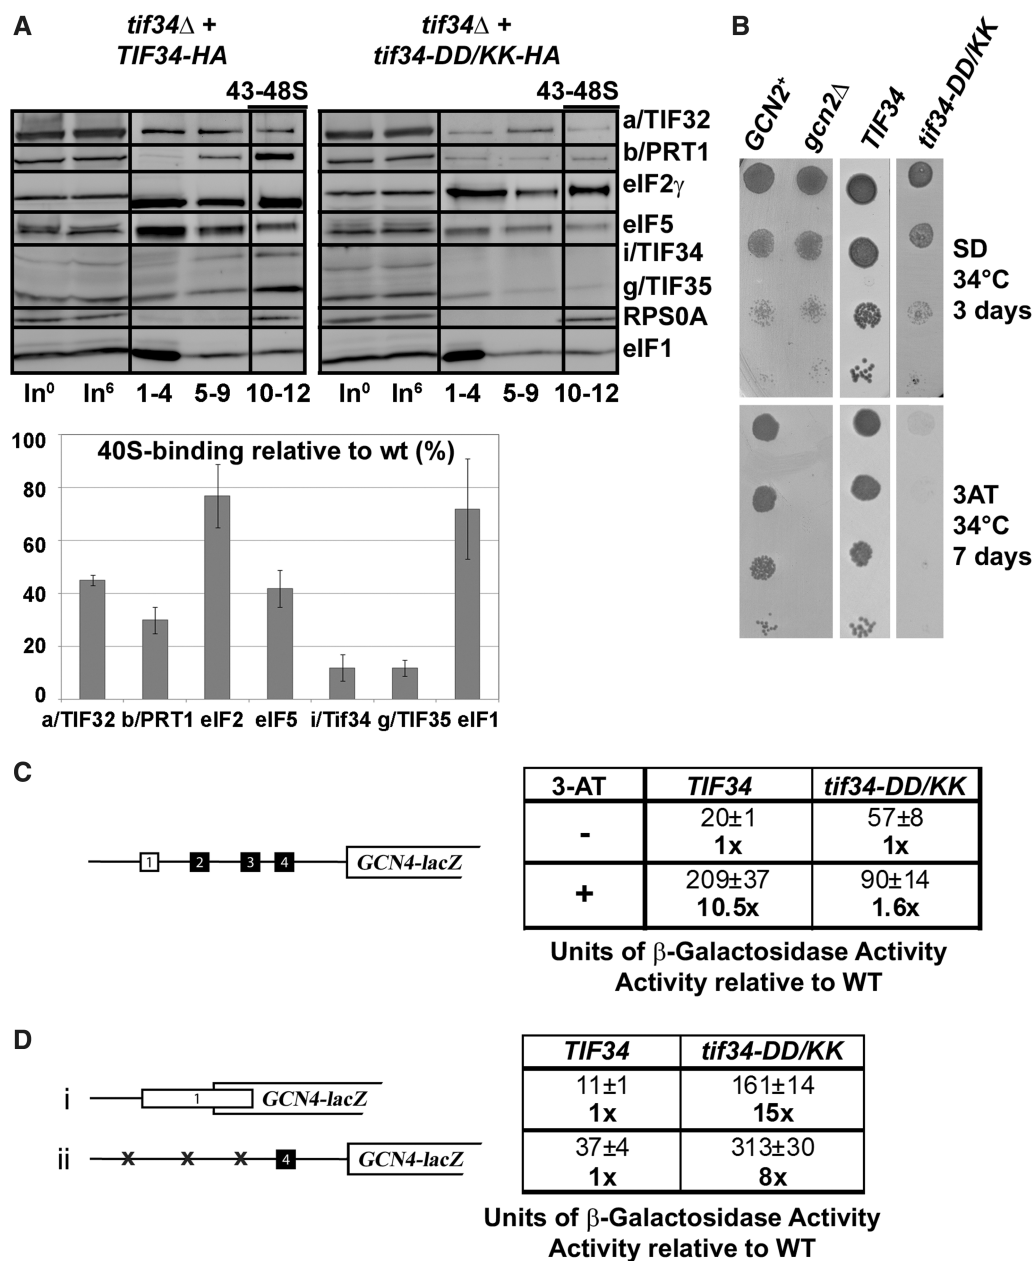 A
tif34Δ +
TIF34-HA
tif34Δ +
tif34-DD/KK-HA
43-48S
43-48S
a/TIF32
b/PRT1
eIF2γ
eIF5
i/TIF34
g/TIF35
RPS0A
eIF1
In⁰ In⁶ 1-4 5-9 10-12
In⁰ In⁶ 1-4 5-9 10-12
40S-binding relative to wt (%)
100
80
60
40
20
0
a/TIF32 b/PRT1 eIF2 eIF5 i/Tif34 g/TIF35 eIF1
B
GCN2⁺
gcn2Δ
TIF34
tif34-DD/KK
SD
34°C
3 days
3AT
34°C
7 days
C
1 2 3 4 GCN4-lacZ
3-AT TIF34 tif34-DD/KK
- 20±1 57±8
1x 1x
+ 209±37 90±14
10.5x 1.6x
Units of β-Galactosidase Activity
Activity relative to WT
D
i 1 GCN4-lacZ
ii x x x 4 GCN4-lacZ
TIF34 tif34-DD/KK
11±1 161±14
1x 15x
37±4 313±30
1x 8x
Units of β-Galactosidase Activity
Activity relative to WT